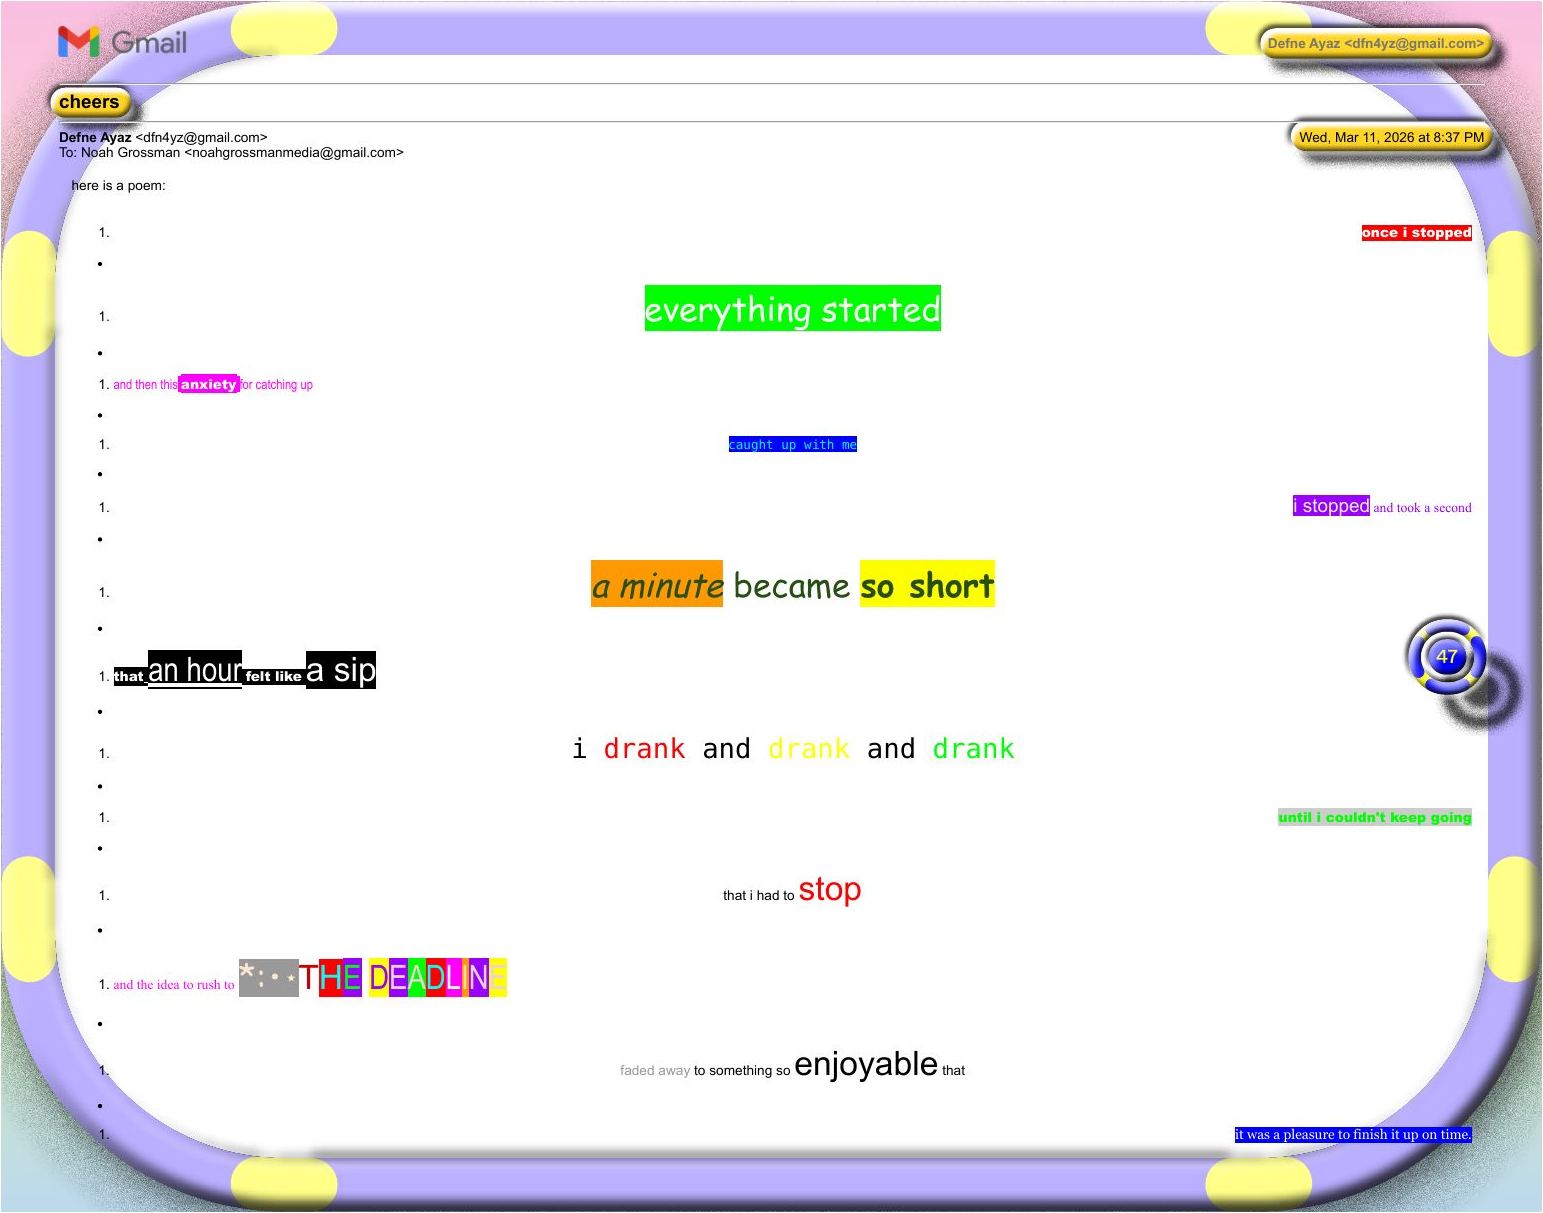 Gmail
Defne Ayaz <dfn4yz@gmail.com>
cheers
Defne Ayaz <dfn4yz@gmail.com>
Wed, Mar 11, 2026 at 8:37 PM
To: Noah Grossman <noahgrossmanmedia@gmail.com>
here is a poem:
1. once i stopped
•
1. everything started
•
1. and then this anxiety for catching up
•
1. caught up with me
•
1. i stopped and took a second
•
1. a minute became so short
•
1. that an hour felt like a sip
47
•
1. i drank and drank and drank
•
1. until i couldn't keep going
•
1. that i had to stop
•
1. and the idea to rush to *:・⋆THE DEADLINE
•
1. faded away to something so enjoyable that
•
1. it was a pleasure to finish it up on time.